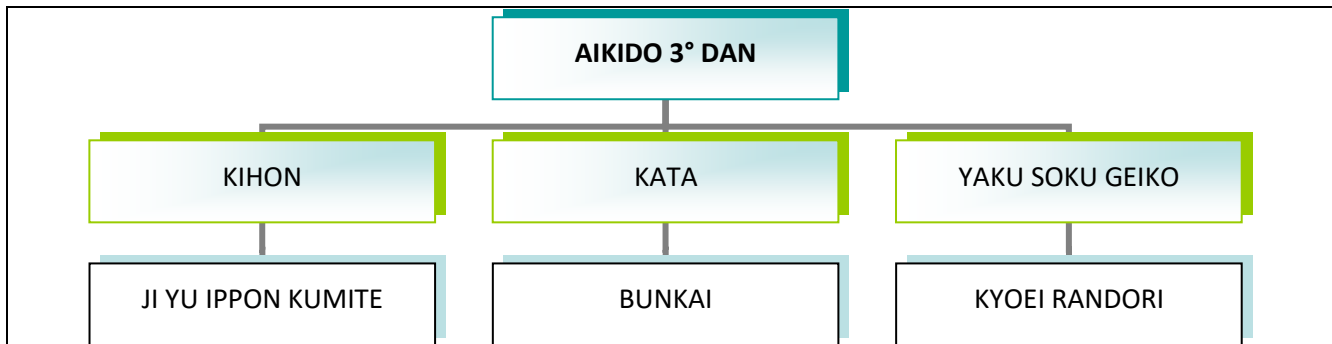 AIKIDO 3° DAN
KIHON
KATA
YAKU SOKU GEIKO
JI YU IPPON KUMITE
BUNKAI
KYOEI RANDORI